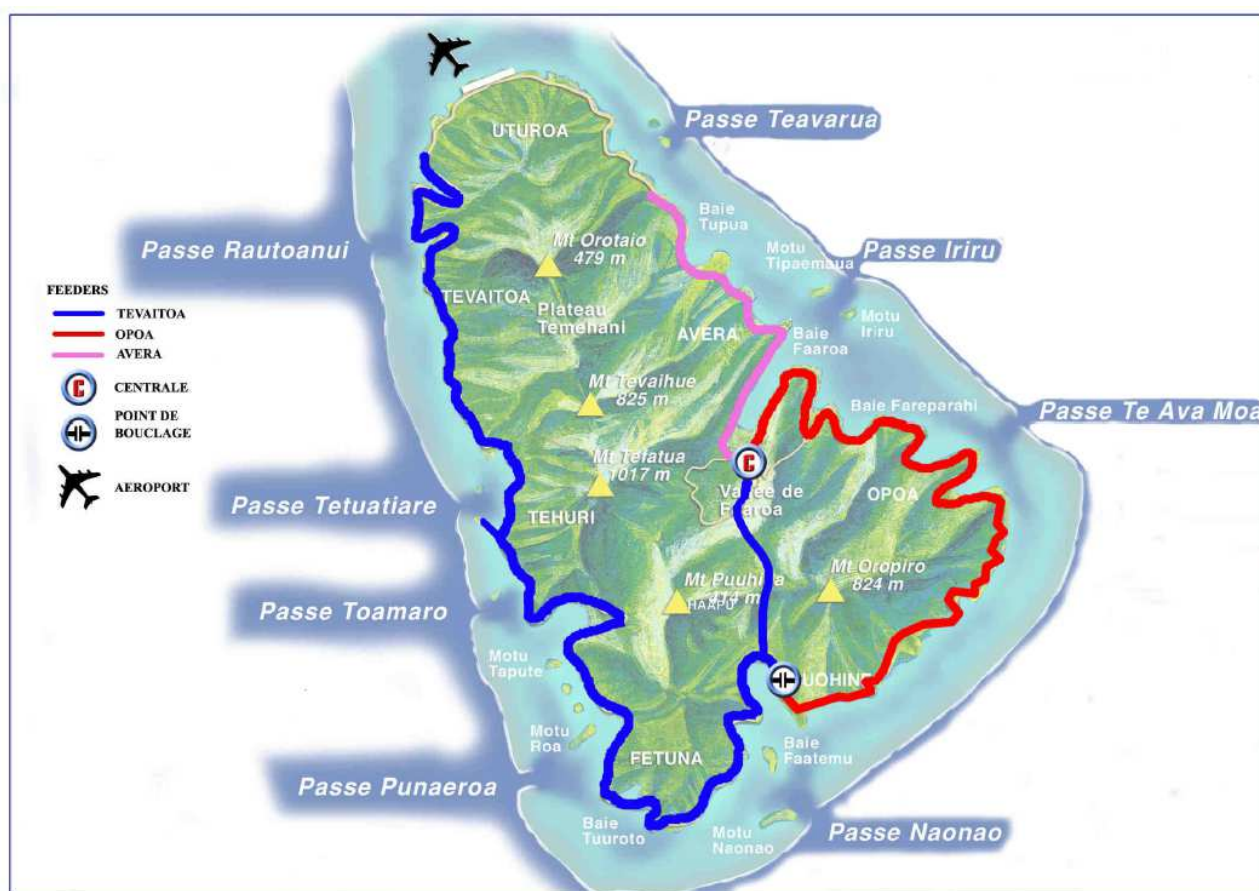 UTUROA
Passe Teavarua
Baie
Tupua
Mt Orotaio
479 m
Passe Rautoanui
Motu
Tipaemaua
Passe Iriru
FEEDERS
TEVAITOA
Plateau
Temehani
TEVAITOA
AVERA
Baie
Faaroa
Motu
Iriru
OPOA
AVERA
CENTRALE
Mt Tevaihue
825 m
Baie Fareparahi
Passe Te Ava Moa
POINT DE
BOUCLAGE
Mt Tefatua
1017 m
C
C
AEROPORT
Vallée de
Faaroa
OPOA
Passe Tetuatiare
TEHURI
Mt Oropiro
824 m
Mt
414 m
HAAPU
Passe Toamaro
Motu
Tapute
UOHINE
Motu
Roa
FETUNA
Baie
Faatemu
Passe Punaeroa
Baie
Tuuroto
Motu
Naonao
Passe Naonao